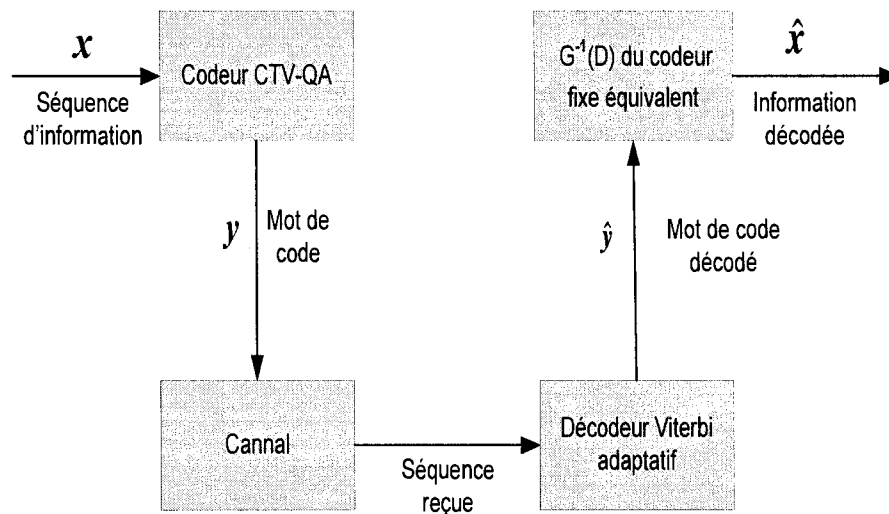 x
Séquence
d'information
Codeur CTV-QA
G⁻¹(D) du codeur
fixe équivalent
x̂
Information
décodée
y
Mot de
code
ŷ
Mot de code
décodé
Cannal
Séquence
reçue
Décodeur Viterbi
adaptatif